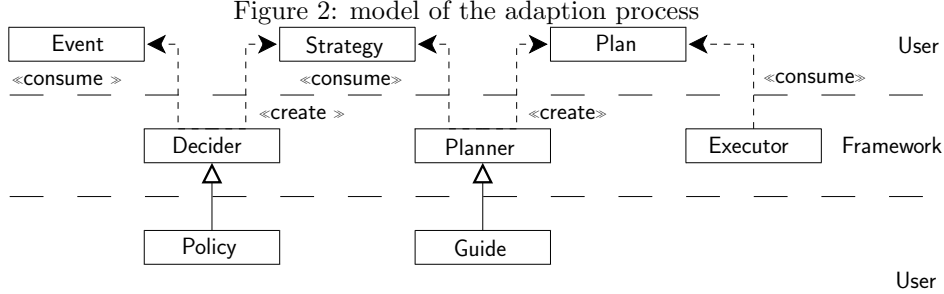 Figure 2: model of the adaption process
Event Strategy Plan User
≪consume ≫ ≪consume≫ ≪consume≫
≪create ≫ ≪create≫
Decider Planner Executor Framework
Policy Guide
User